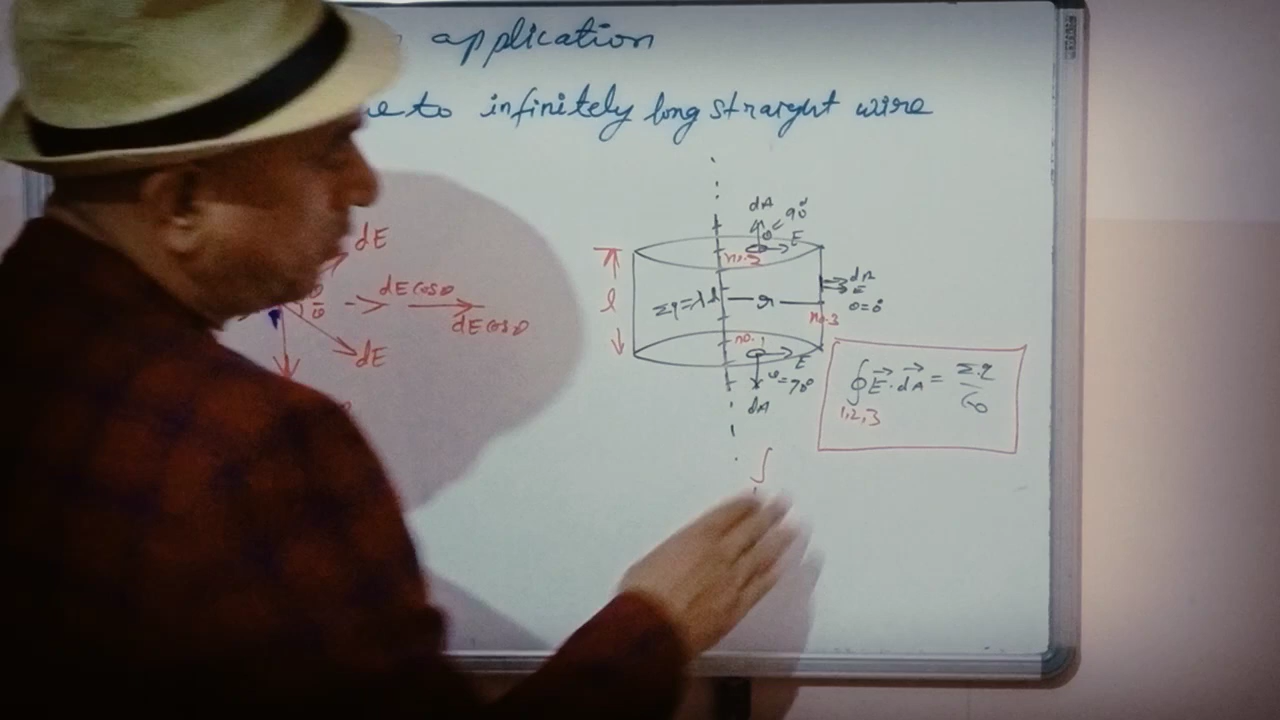 application
to infinitely long straight wire
dE
dE cosθ
dE cosθ
θ
dE
l
dA
θ = 90°
E
no.2
Σq=λl
r
dA
E
θ=0°
no.3
no.1
E
θ=90°
dA
∮ E⃗·dA⃗ = Σq/ε₀
1,2,3
∫